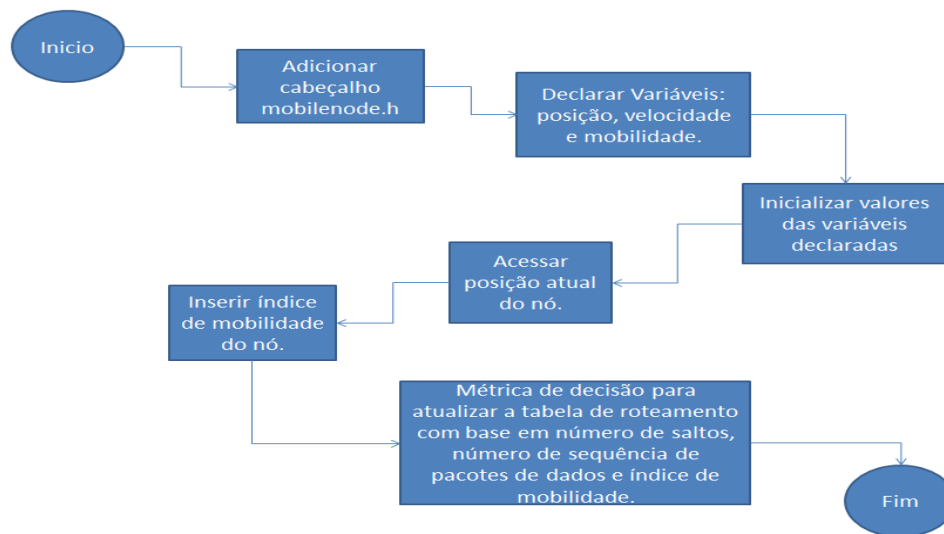 Inicio
Adicionar
cabeçalho
mobilenode.h
Declarar Variáveis:
posição, velocidade
e mobilidade.
Inicializar valores
das variáveis
declaradas
Acessar
posição atual
do nó.
Inserir índice
de mobilidade
do nó.
Métrica de decisão para
atualizar a tabela de roteamento
com base em número de saltos,
número de sequência de
pacotes de dados e índice de
mobilidade.
Fim